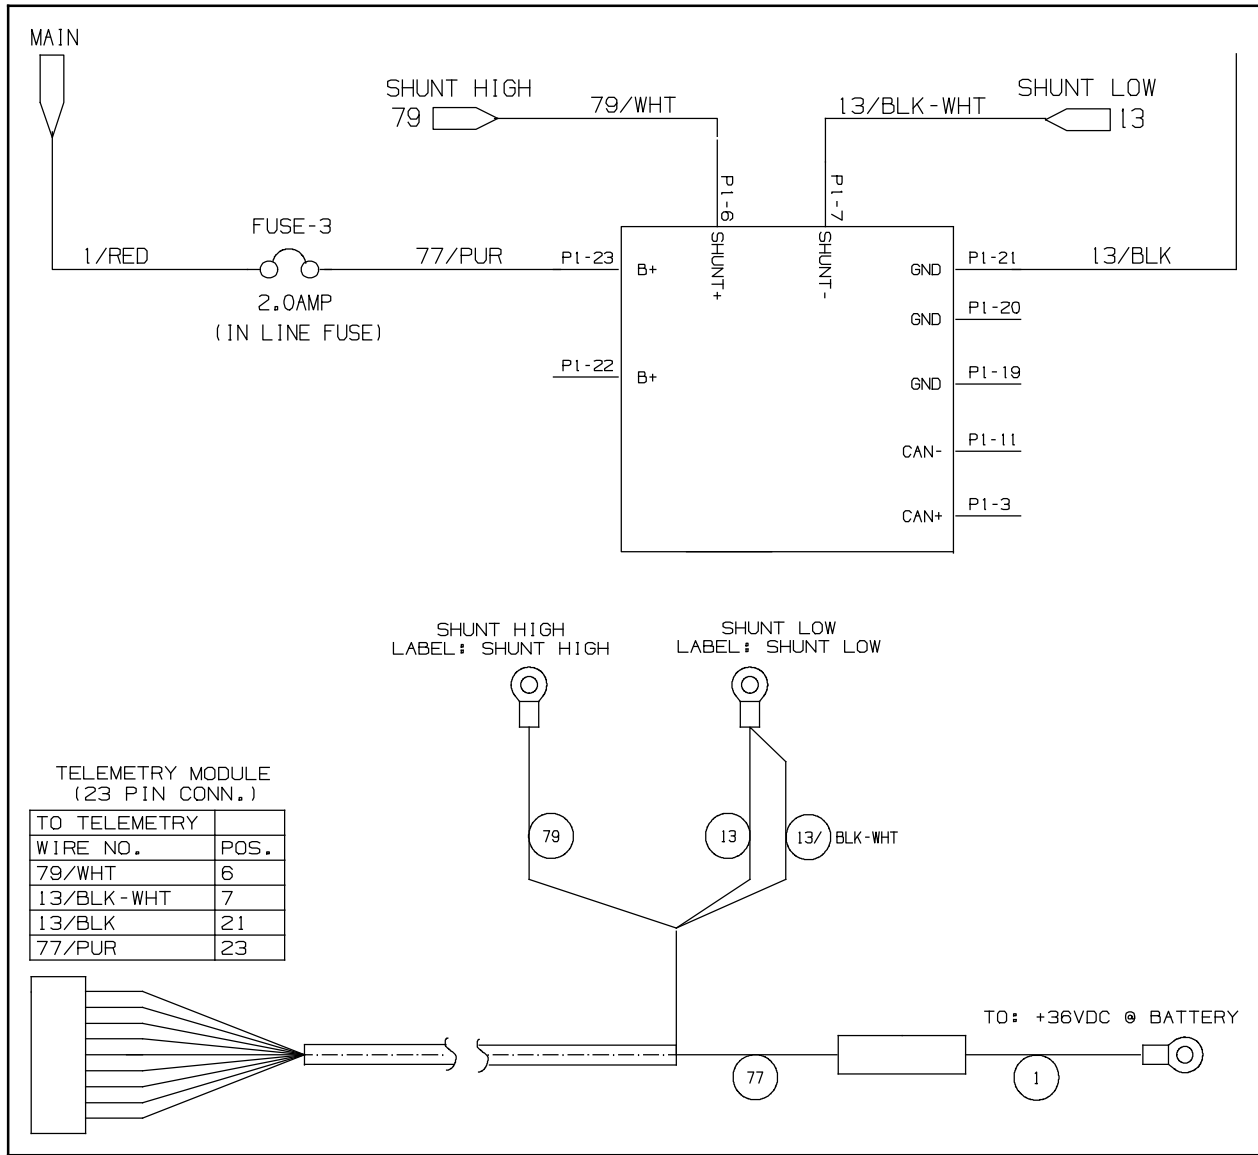 MAIN
SHUNT HIGH
79
79/WHT
13/BLK-WHT
SHUNT LOW
13
P1-6
P1-7
1/RED
FUSE-3
2.0AMP
(IN LINE FUSE)
77/PUR
P1-23
B+
SHUNT+
SHUNT-
GND
P1-21
13/BLK
GND
P1-20
P1-22
B+
GND
P1-19
CAN-
P1-11
CAN+
P1-3
SHUNT HIGH
LABEL: SHUNT HIGH
SHUNT LOW
LABEL: SHUNT LOW
79
13
13/ BLK-WHT
TELEMETRY MODULE
(23 PIN CONN.)
TO TELEMETRY
WIRE NO. POS.
79/WHT 6
13/BLK-WHT 7
13/BLK 21
77/PUR 23
TO: +36VDC @ BATTERY
77
1